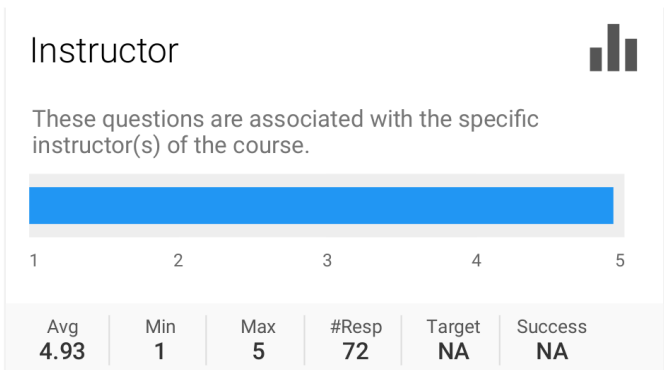 Instructor
These questions are associated with the specific
instructor(s) of the course.
1 2 3 4 5
Avg Min Max #Resp Target Success
4.93 1 5 72 NA NA